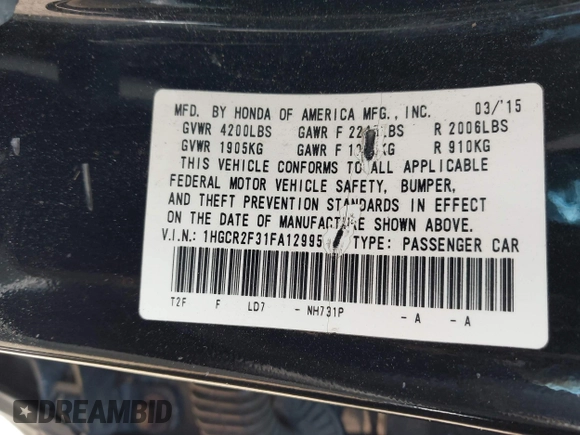 MFD. BY HONDA OF AMERICA MFG., INC. 03/'15
GVWR 4200LBS GAWR F R 2006LBS
GVWR 1905KG GAWR F R 910KG
THIS VEHICLE CONFORMS TO ALL APPLICABLE
FEDERAL MOTOR VEHICLE SAFETY, BUMPER,
AND THEFT PREVENTION STANDARDS IN EFFECT
ON THE DATE OF MANUFACTURE SHOWN ABOVE.
V.I.N.: TYPE: PASSENGER CAR
T2F F LD7 - NH731P - A - A
DREAMBID